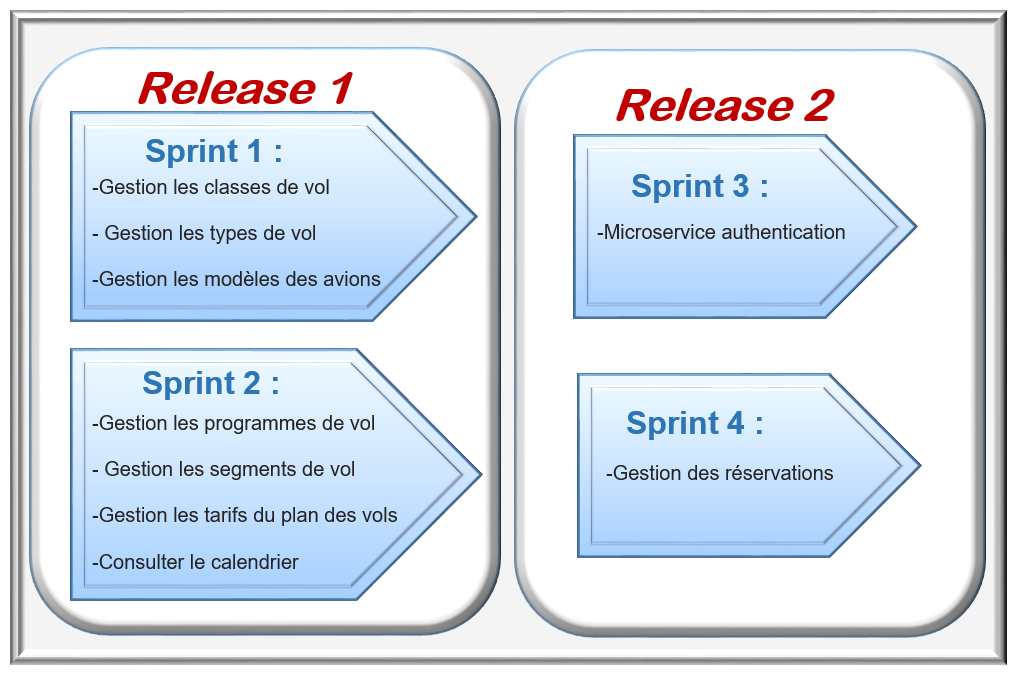 Release 1
Sprint 1 :
-Gestion les classes de vol
- Gestion les types de vol
-Gestion les modèles des avions
Sprint 2 :
-Gestion les programmes de vol
- Gestion les segments de vol
-Gestion les tarifs du plan des vols
-Consulter le calendrier
Release 2
Sprint 3 :
-Microservice authentication
Sprint 4 :
-Gestion des réservations